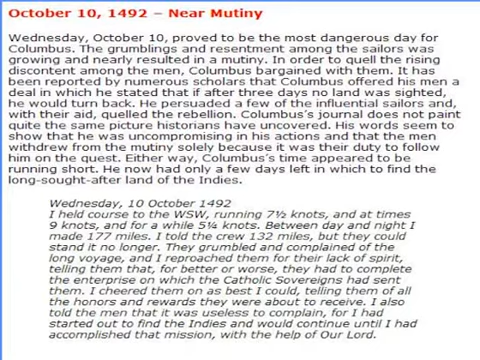 October 10, 1492 – Near Mutiny
Wednesday, October 10, proved to be the most dangerous day for
Columbus. The grumblings and resentment among the sailors was
growing and nearly resulted in a mutiny. In order to quell the rising
discontent among the men, Columbus bargained with them. It has
been reported by numerous scholars that Columbus offered his men a
deal in which he stated that if after three days no land was sighted,
he would turn back. He persuaded a few of the influential sailors and,
with their aid, quelled the rebellion. Columbus's journal does not paint
quite the same picture historians have uncovered. His words seem to
show that he was uncompromising in his actions and that the men
withdrew from the mutiny solely because it was their duty to follow
him on the quest. Either way, Columbus's time appeared to be
running short. He now had only a few days left in which to find the
long-sought-after land of the Indies.
Wednesday, 10 October 1492
I held course to the WSW, running 7½ knots, and at times
9 knots, and for a while 5¼ knots. Between day and night I
made 177 miles. I told the crew 132 miles, but they could
stand it no longer. They grumbled and complained of the
long voyage, and I reproached them for their lack of spirit,
telling them that, for better or worse, they had to complete
the enterprise on which the Catholic Sovereigns had sent
them. I cheered them on as best I could, telling them of all
the honors and rewards they were about to receive. I also
told the men that it was useless to complain, for I had
started out to find the Indies and would continue until I had
accomplished that mission, with the help of Our Lord.